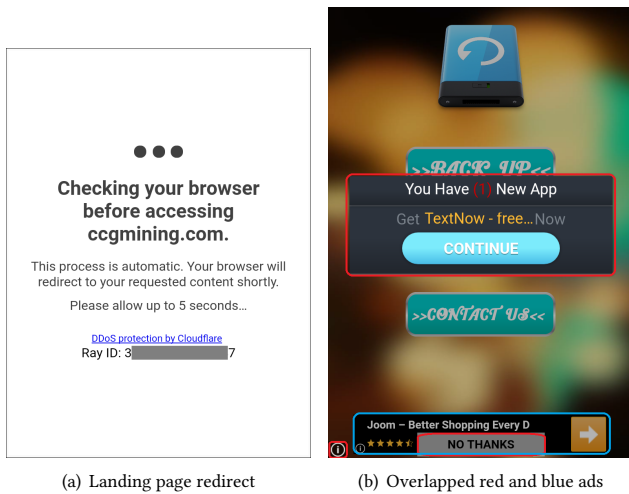 Checking your browser
before accessing
ccgmining.com.
This process is automatic. Your browser will
redirect to your requested content shortly.
Please allow up to 5 seconds...
DDoS protection by Cloudflare
Ray ID: 3 7
(a) Landing page redirect
>>BACK UP<<
You Have (1) New App
Get TextNow - free... Now
CONTINUE
>>CONTACT US<<
Joom – Better Shopping Every D
NO THANKS
(b) Overlapped red and blue ads